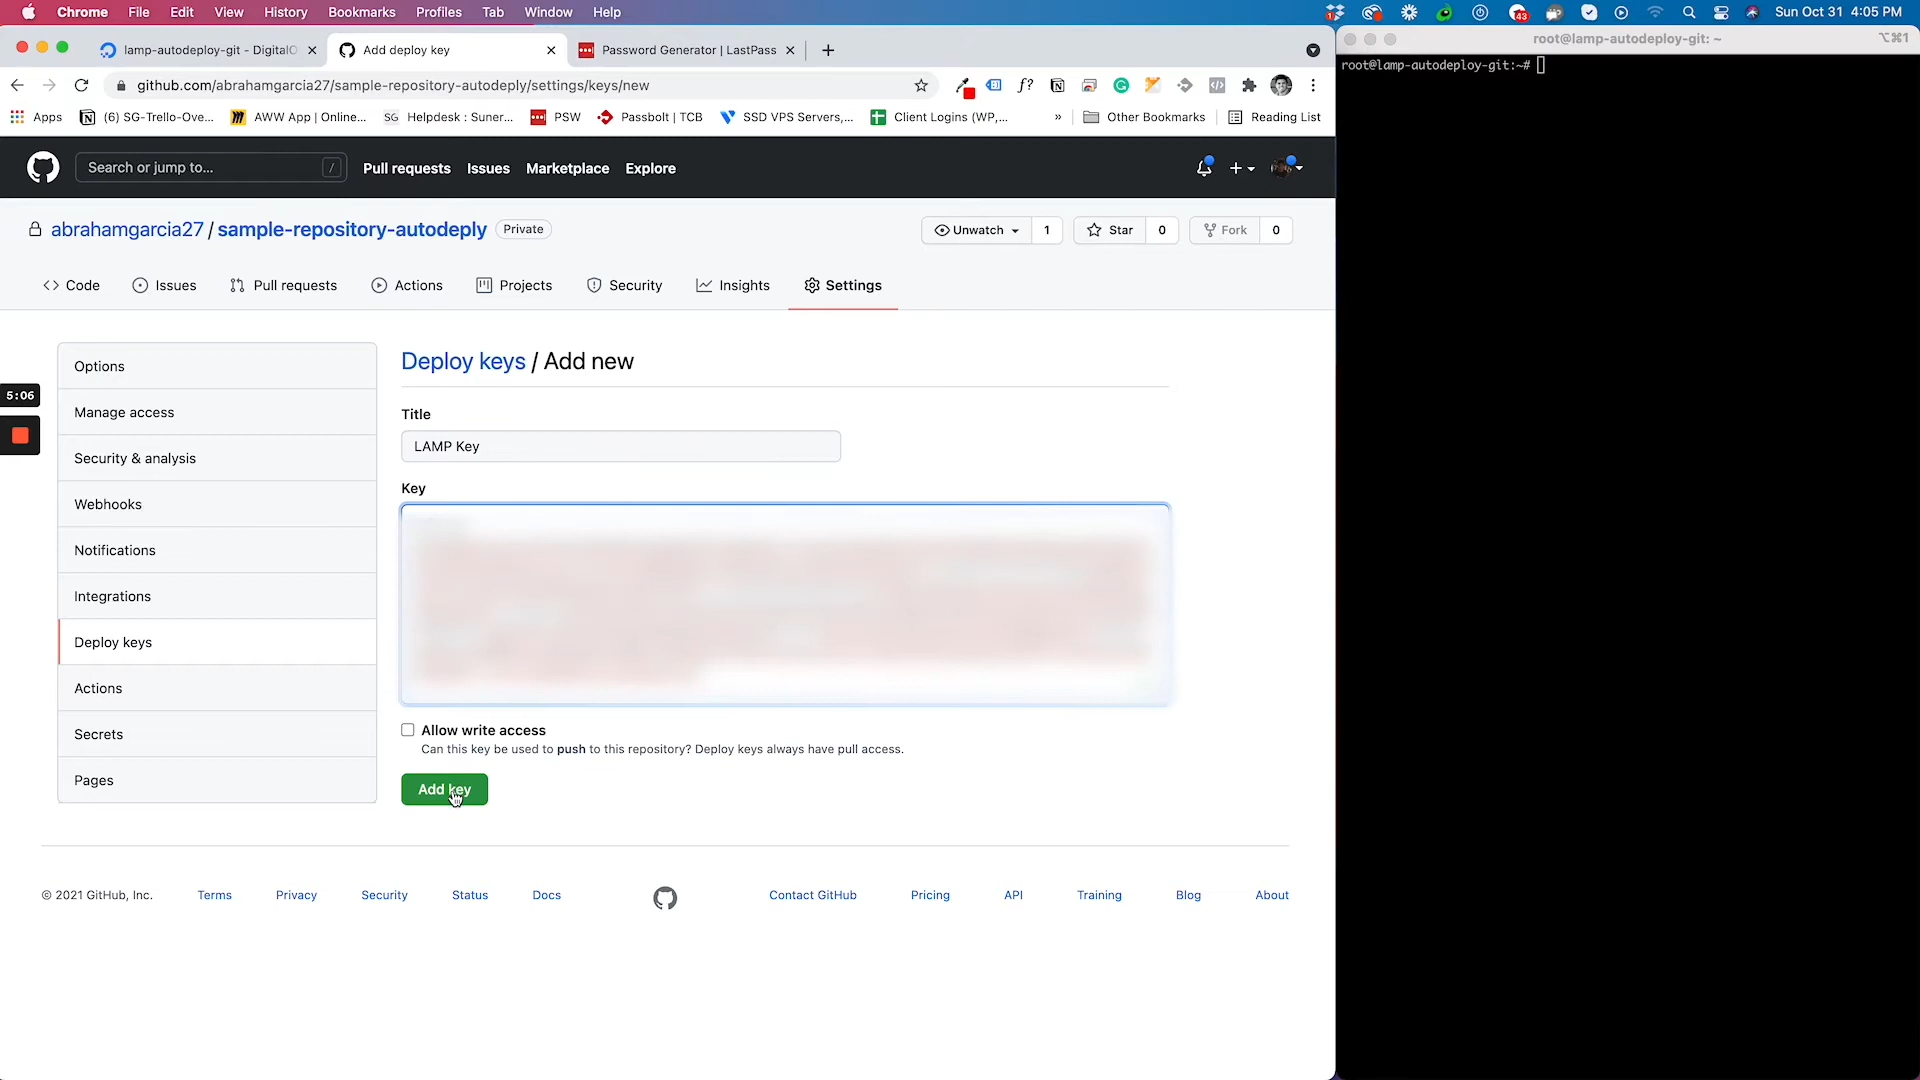 Chrome File Edit View History Bookmarks Profiles Tab Window Help
43
Sun Oct 31 4:05 PM
lamp-autodeploy-git - DigitalO
Add deploy key
Password Generator | LastPass
root@lamp-autodeploy-git: ~
⌥⌘1
github.com/abrahamgarcia27/sample-repository-autodeply/settings/keys/new
root@lamp-autodeploy-git:~#
Apps
(6) SG-Trello-Ove...
AWW App | Online...
SG Helpdesk : Suner...
PSW
Passbolt | TCB
SSD VPS Servers,...
Client Logins (WP,...
»
Other Bookmarks
Reading List
Search or jump to...
/
Pull requests Issues Marketplace Explore
abrahamgarcia27 / sample-repository-autodeply Private
Unwatch 1
Star 0
Fork 0
Code
Issues
Pull requests
Actions
Projects
Security
Insights
Settings
Options
Manage access
Security & analysis
Webhooks
Notifications
Integrations
Deploy keys
Actions
Secrets
Pages
5:06
Deploy keys / Add new
Title
LAMP Key
Key
Allow write access
Can this key be used to push to this repository? Deploy keys always have pull access.
Add key
© 2021 GitHub, Inc. Terms Privacy Security Status Docs Contact GitHub Pricing API Training Blog About